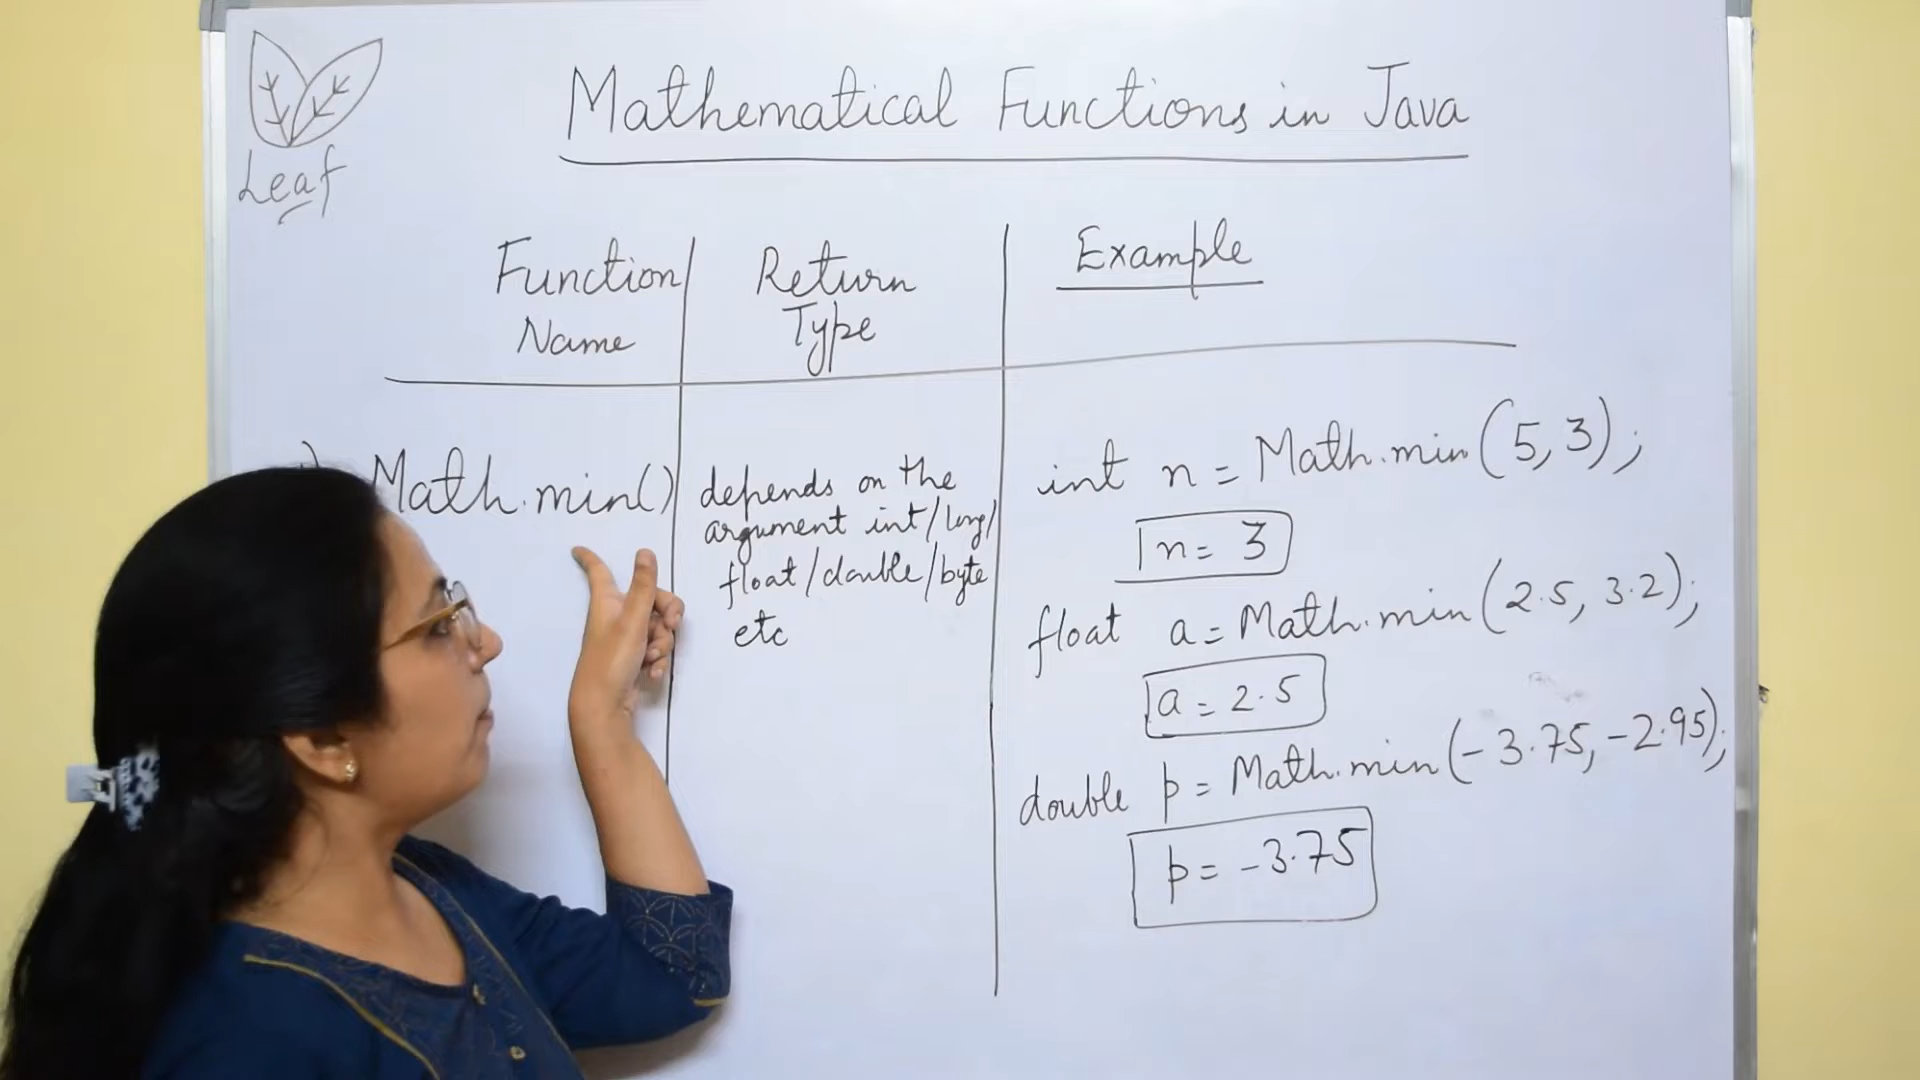 Leaf
Mathematical Functions in Java
Function Name
Return Type
Example
Math.min()
depends on the
argument int/long/
float/double/byte
etc
int n = Math.min(5, 3);
n = 3
float a = Math.min(2.5, 3.2);
a = 2.5
double p = Math.min(-3.75, -2.95);
p = -3.75